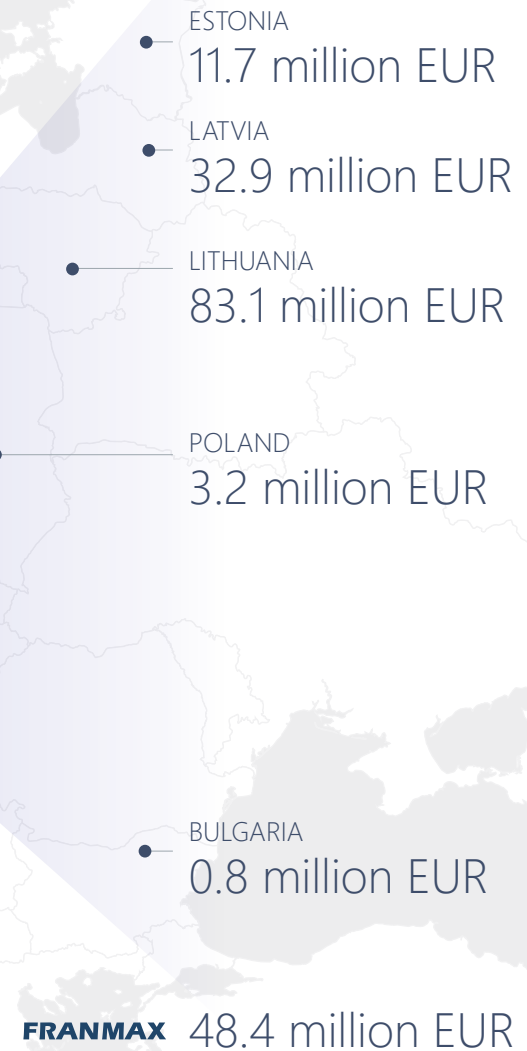 ESTONIA
11.7 million EUR
LATVIA
32.9 million EUR
LITHUANIA
83.1 million EUR
POLAND
3.2 million EUR
BULGARIA
0.8 million EUR
FRANMAX 48.4 million EUR